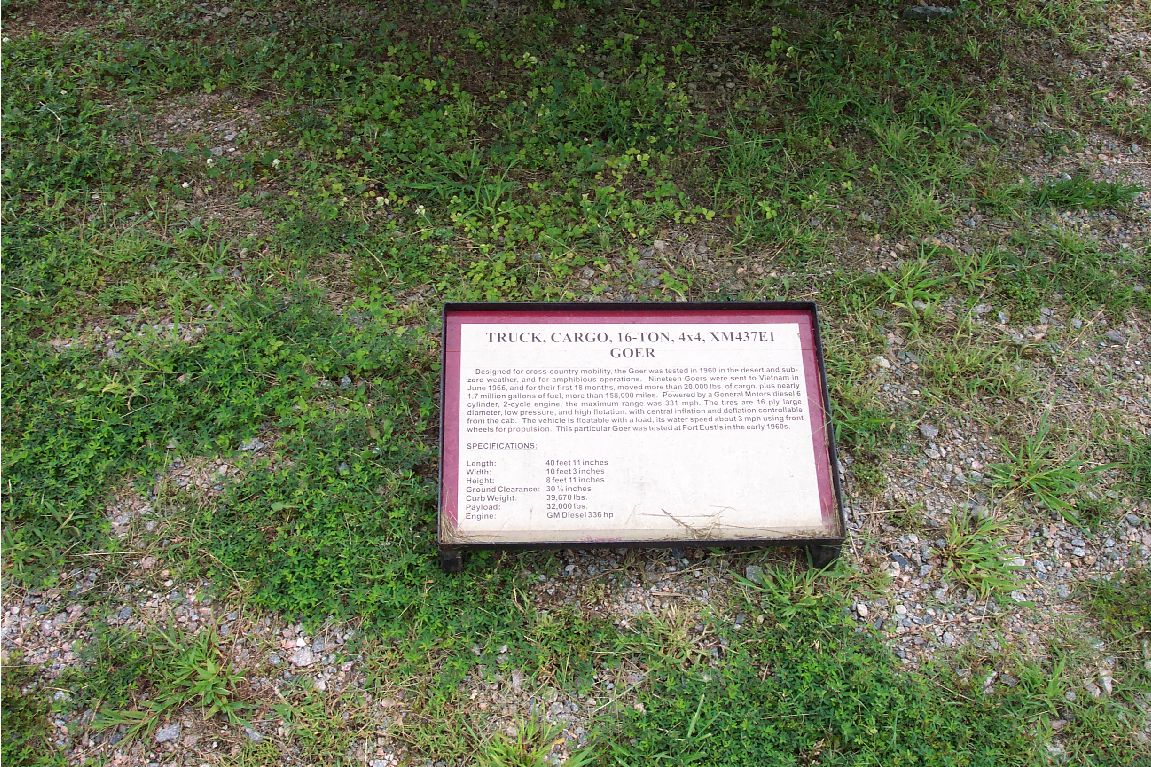 TRUCK, CARGO, 16-TON, 4x4, XM437E1
GOER
Designed for cross-country mobility, the Goer was tested in 1960 in the desert and sub-
zero weather, and for amphibious operations. Nineteen Goers were sent to Vietnam in
June 1966, and for their first 18 months, moved more than 20,000 lbs. of cargo, plus nearly
1.7 million gallons of fuel, more than 158,000 miles. Powered by a General Motors diesel 6
cylinder, 2-cycle engine, the maximum range was 331 mph. The tires are 16 ply large
diameter, low pressure, and high flotation, with central inflation and deflation controllable
from the cab. The vehicle is floatable with a load, its water speed about 3 mph using front
wheels for propulsion. This particular Goer was tested at Fort Eustis in the early 1960s.
SPECIFICATIONS:
Length: 40 feet 11 inches
Width: 10 feet 3 inches
Height: 8 feet 11 inches
Ground Clearance: 30 inches
Curb Weight: 39,670 lbs.
Payload: 32,000 lbs.
Engine: GM Diesel 336 hp